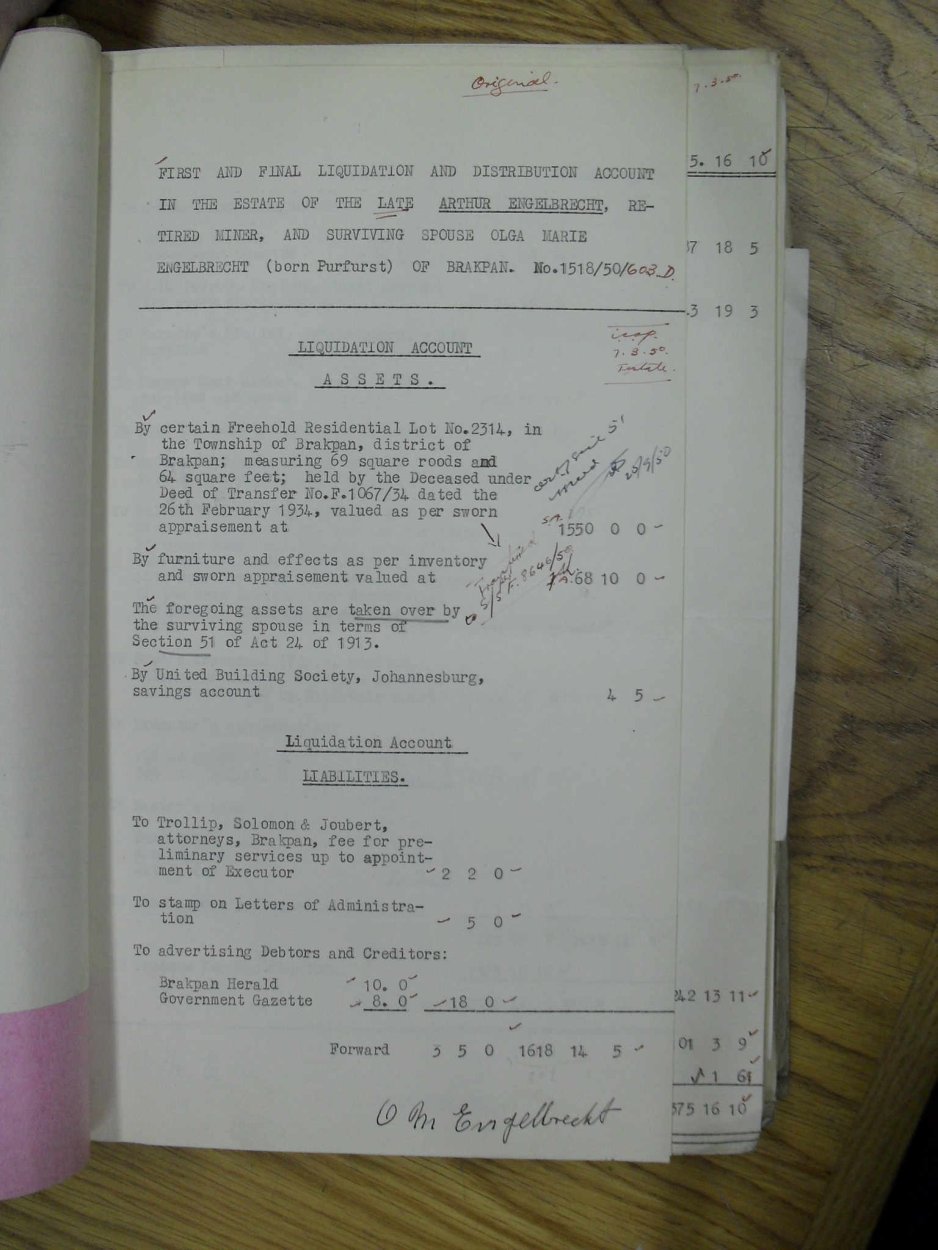 Original.
7.3.50
FIRST AND FINAL LIQUIDATION AND DISTRIBUTION ACCOUNT
IN THE ESTATE OF THE LATE ARTHUR ENGELBRECHT, RE-
TIRED MINER, AND SURVIVING SPOUSE OLGA MARIE
ENGELBRECHT (born Purfurst) OF BRAKPAN. No.1518/50/603 D
5. 16 10
37 18 5
3 19 3
7.3.50.
LIQUIDATION ACCOUNT
ASSETS.
By certain Freehold Residential Lot No.2314, in
the Township of Brakpan, district of
Brakpan; measuring 69 square roods and
64 square feet; held by the Deceased under
Deed of Transfer No.F.1067/34 dated the
26th February 1934, valued as per sworn
appraisement at 1550 0 0
By furniture and effects as per inventory
and sworn appraisement valued at 68 10 0
F.8646/50
The foregoing assets are taken over by
the surviving spouse in terms of
Section 51 of Act 24 of 1913.
By United Building Society, Johannesburg,
savings account 4 5
Liquidation Account
LIABILITIES.
To Trollip, Solomon & Joubert,
attorneys, Brakpan, fee for pre-
liminary services up to appoint-
ment of Executor 2 2 0
To stamp on Letters of Administra-
tion 5 0
To advertising Debtors and Creditors:
Brakpan Herald 10. 0
Government Gazette 8. 0 18 0
Forward 3 5 0 1618 14 5
O M Engelbrecht
242 13 11
01 3 9
375 16 10